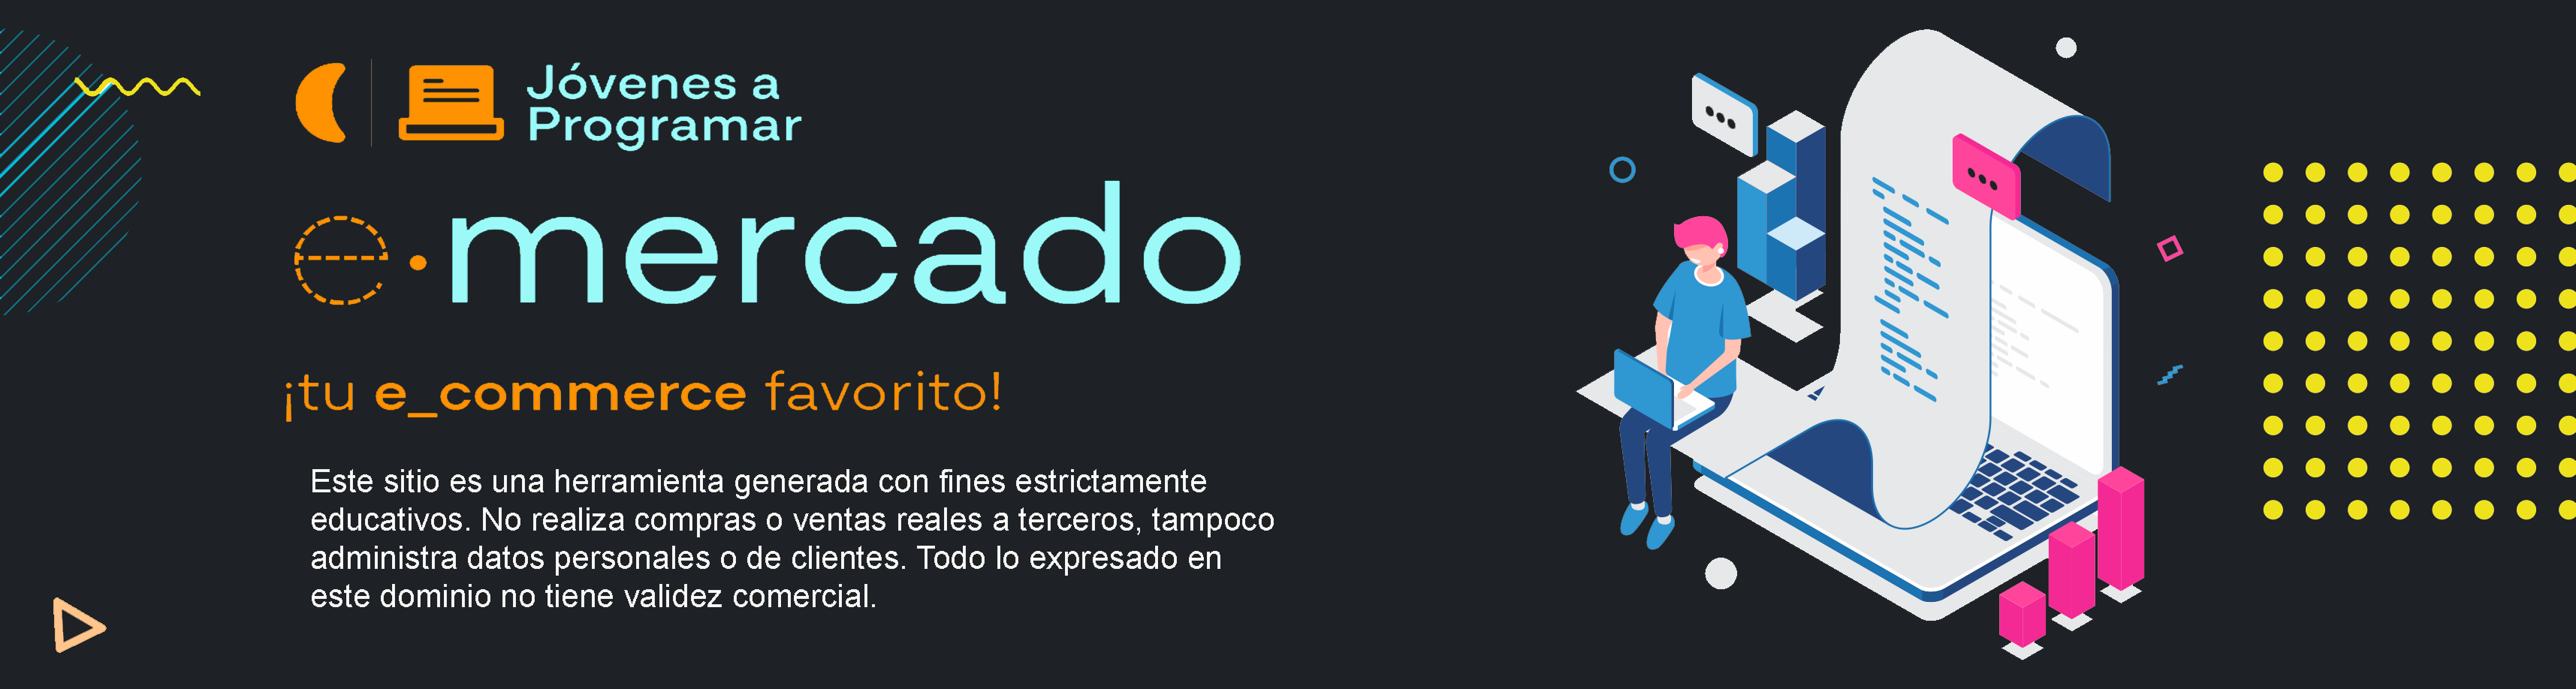 Jóvenes a
Programar
e.mercado
¡tu e_commerce favorito!
Este sitio es una herramienta generada con fines estrictamente
educativos. No realiza compras o ventas reales a terceros, tampoco
administra datos personales o de clientes. Todo lo expresado en
este dominio no tiene validez comercial.